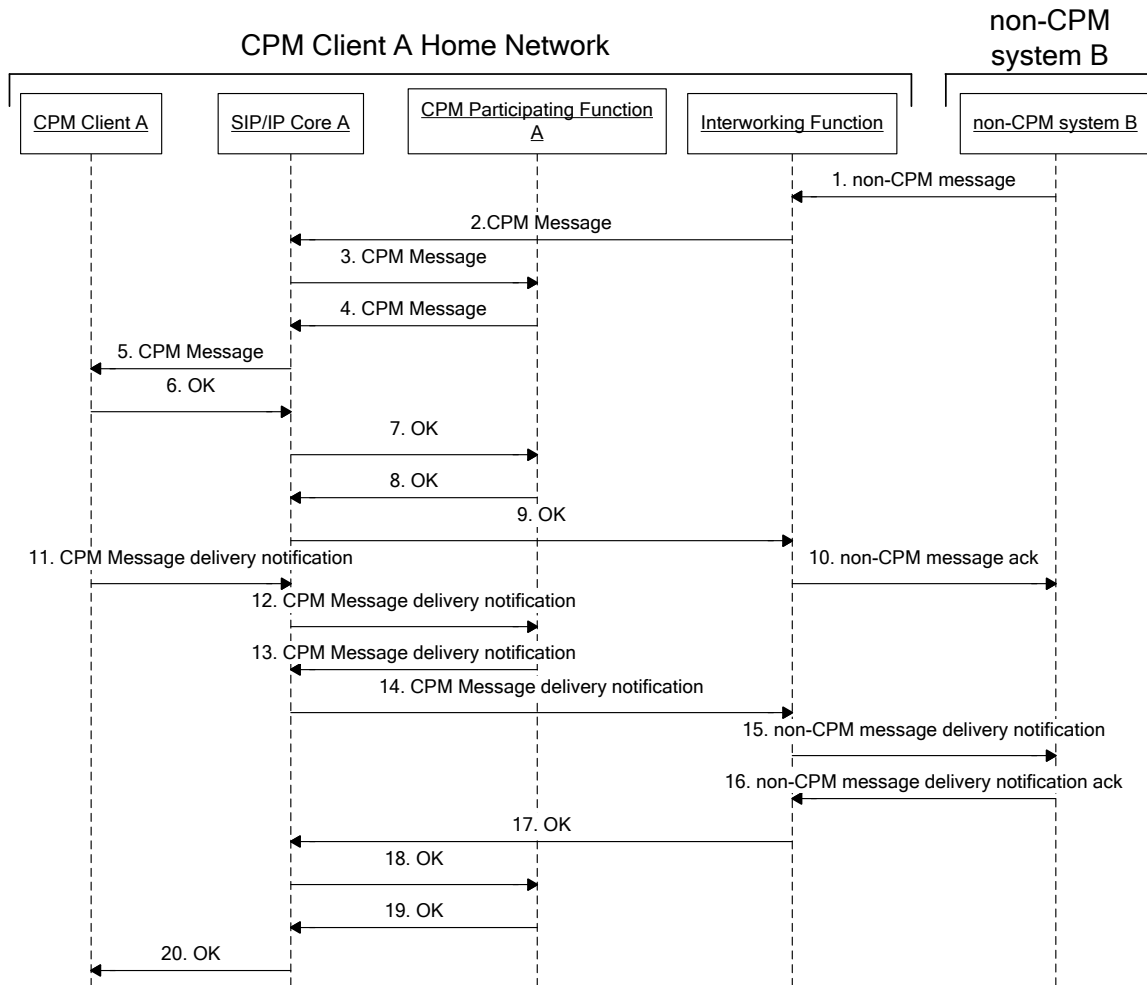 CPM Client A Home Network
non-CPM
system B
CPM Client A
SIP/IP Core A
CPM Participating Function
A
Interworking Function
non-CPM system B
1. non-CPM message
2.CPM Message
3. CPM Message
4. CPM Message
5. CPM Message
6. OK
7. OK
8. OK
9. OK
11. CPM Message delivery notification
10. non-CPM message ack
12. CPM Message delivery notification
13. CPM Message delivery notification
14. CPM Message delivery notification
15. non-CPM message delivery notification
16. non-CPM message delivery notification ack
17. OK
18. OK
19. OK
20. OK